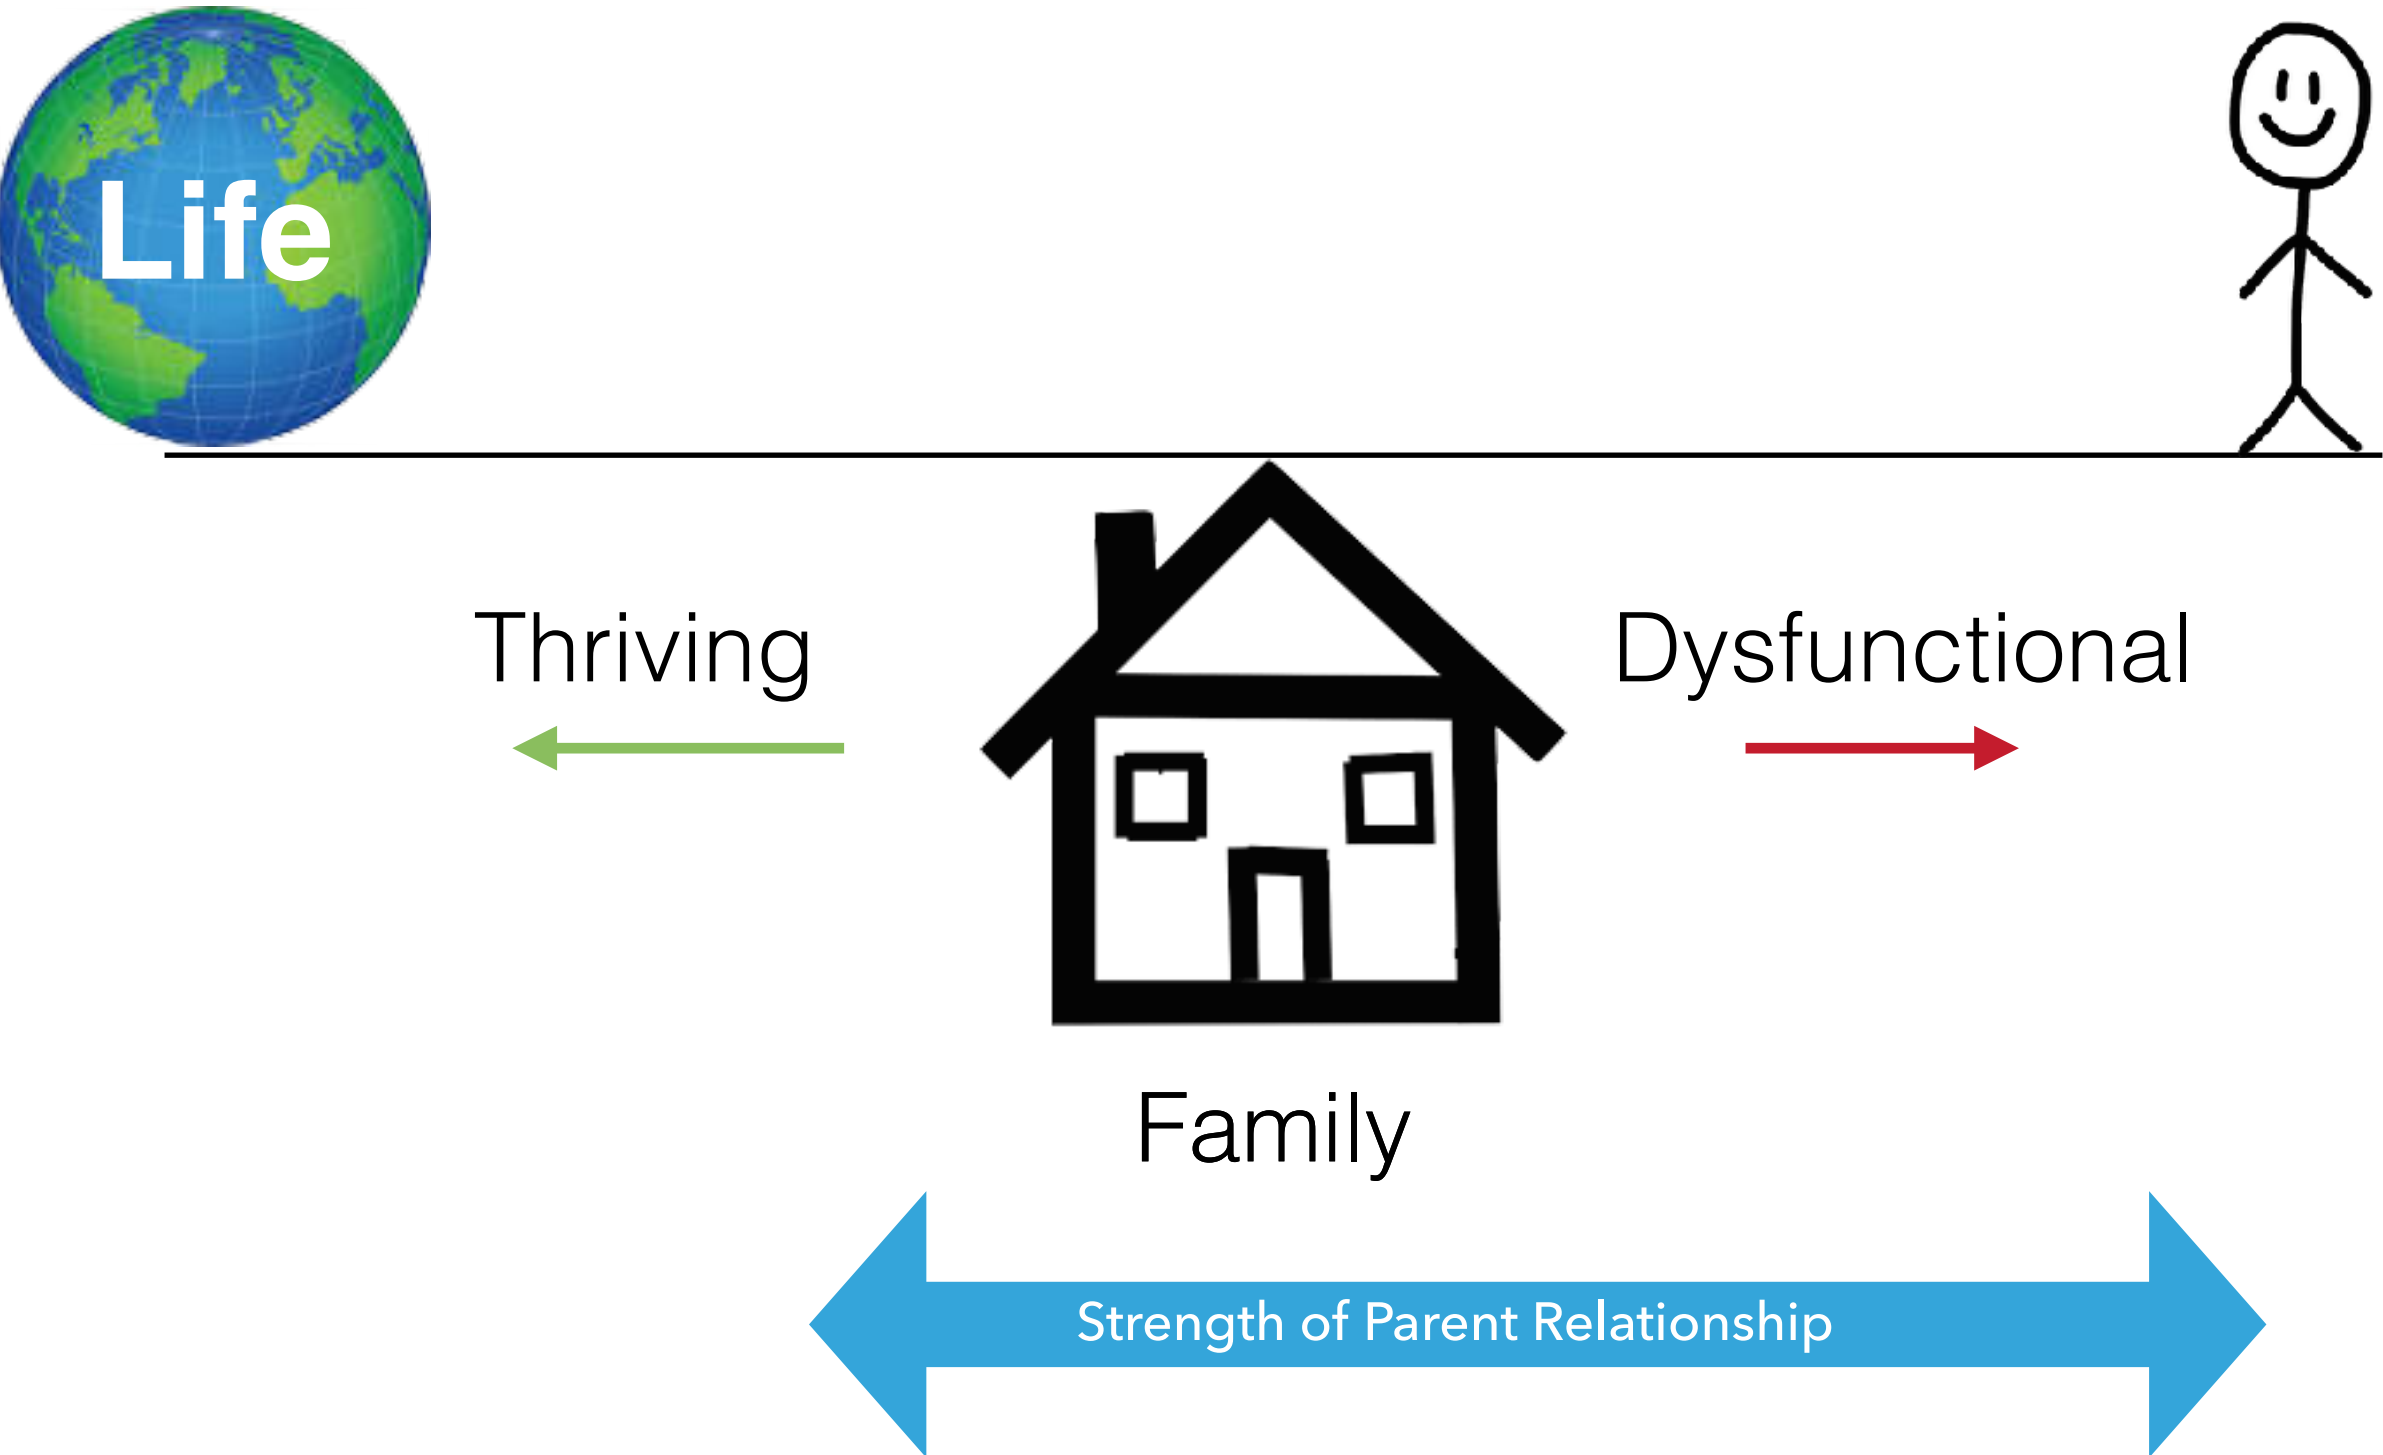 Life
Thriving
Dysfunctional
Family
Strength of Parent Relationship